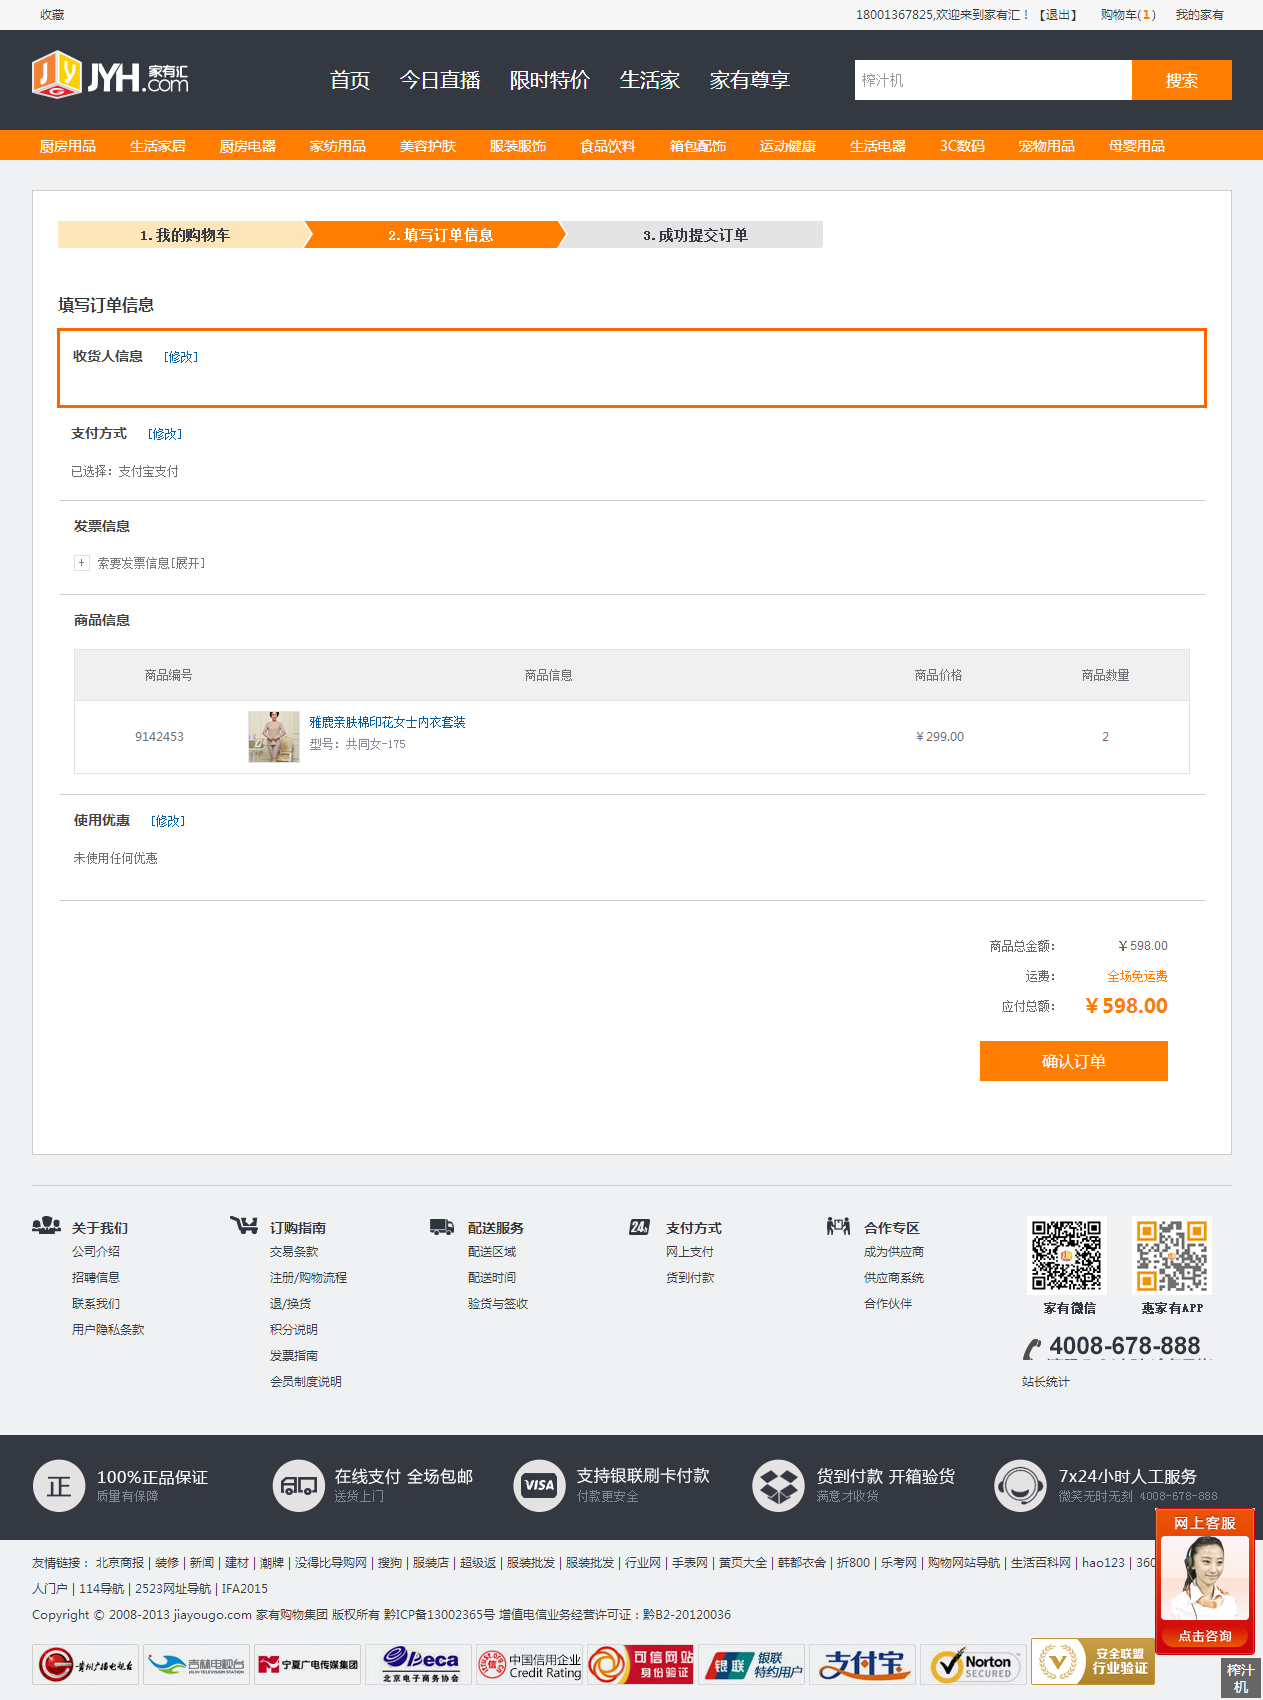 收藏
18001367825,欢迎来到家有汇！【退出】 购物车(1) 我的家有
JYH.com 家有汇
首页 今日直播 限时特价 生活家 家有尊享
榨汁机 搜索
厨房用品 生活家居 厨房电器 家纺用品 美容护肤 服装服饰 食品饮料 箱包配饰 运动健康 生活电器 3C数码 宠物用品 母婴用品
1.我的购物车 2.填写订单信息 3.成功提交订单
填写订单信息
收货人信息 [修改]
支付方式 [修改]
已选择：支付宝支付
发票信息
+ 索要发票信息[展开]
商品信息
商品编号 商品信息 商品价格 商品数量
9142453 雅鹿亲肤棉印花女士内衣套装 ￥299.00 2
型号：共同女-175
使用优惠 [修改]
未使用任何优惠
商品总金额： ￥598.00
运费： 全场免运费
应付总额： ￥598.00
确认订单
关于我们
公司介绍
招聘信息
联系我们
用户隐私条款
订购指南
交易条款
注册/购物流程
退/换货
积分说明
发票指南
会员制度说明
配送服务
配送区域
配送时间
验货与签收
24h 支付方式
网上支付
货到付款
合作专区
成为供应商
供应商系统
合作伙伴
家有微信 惠家有APP
4008-678-888
站长统计
正 100%正品保证
质量有保障
在线支付 全场包邮
送货上门
VISA 支持银联刷卡付款
付款更安全
货到付款 开箱验货
满意才收货
7x24小时人工服务
微笑无时无刻 4008-678-888
网上客服
点击咨询
友情链接： 北京商报 | 装修 | 新闻 | 建材 | 潮牌 | 没得比导购网 | 搜狗 | 服装店 | 超级返 | 服装批发 | 服装批发 | 行业网 | 手表网 | 黄页大全 | 韩都衣舍 | 折800 | 乐考网 | 购物网站导航 | 生活百科网 | hao123 | 360
人门户 | 114导航 | 2523网址导航 | IFA2015
Copyright © 2008-2013 jiayougo.com 家有购物集团 版权所有 黔ICP备13002365号 增值电信业务经营许可证：黔B2-20120036
贵州广播电视台
吉林电视台
JILIN TELEVISION STATION
宁夏广电传媒集团
Beca
北京电子商务协会
中国信用企业
Credit Rating
可信网站
身份验证
银联 银联特约用户
支付宝
Norton
SECURED
安全联盟
行业验证
榨汁机